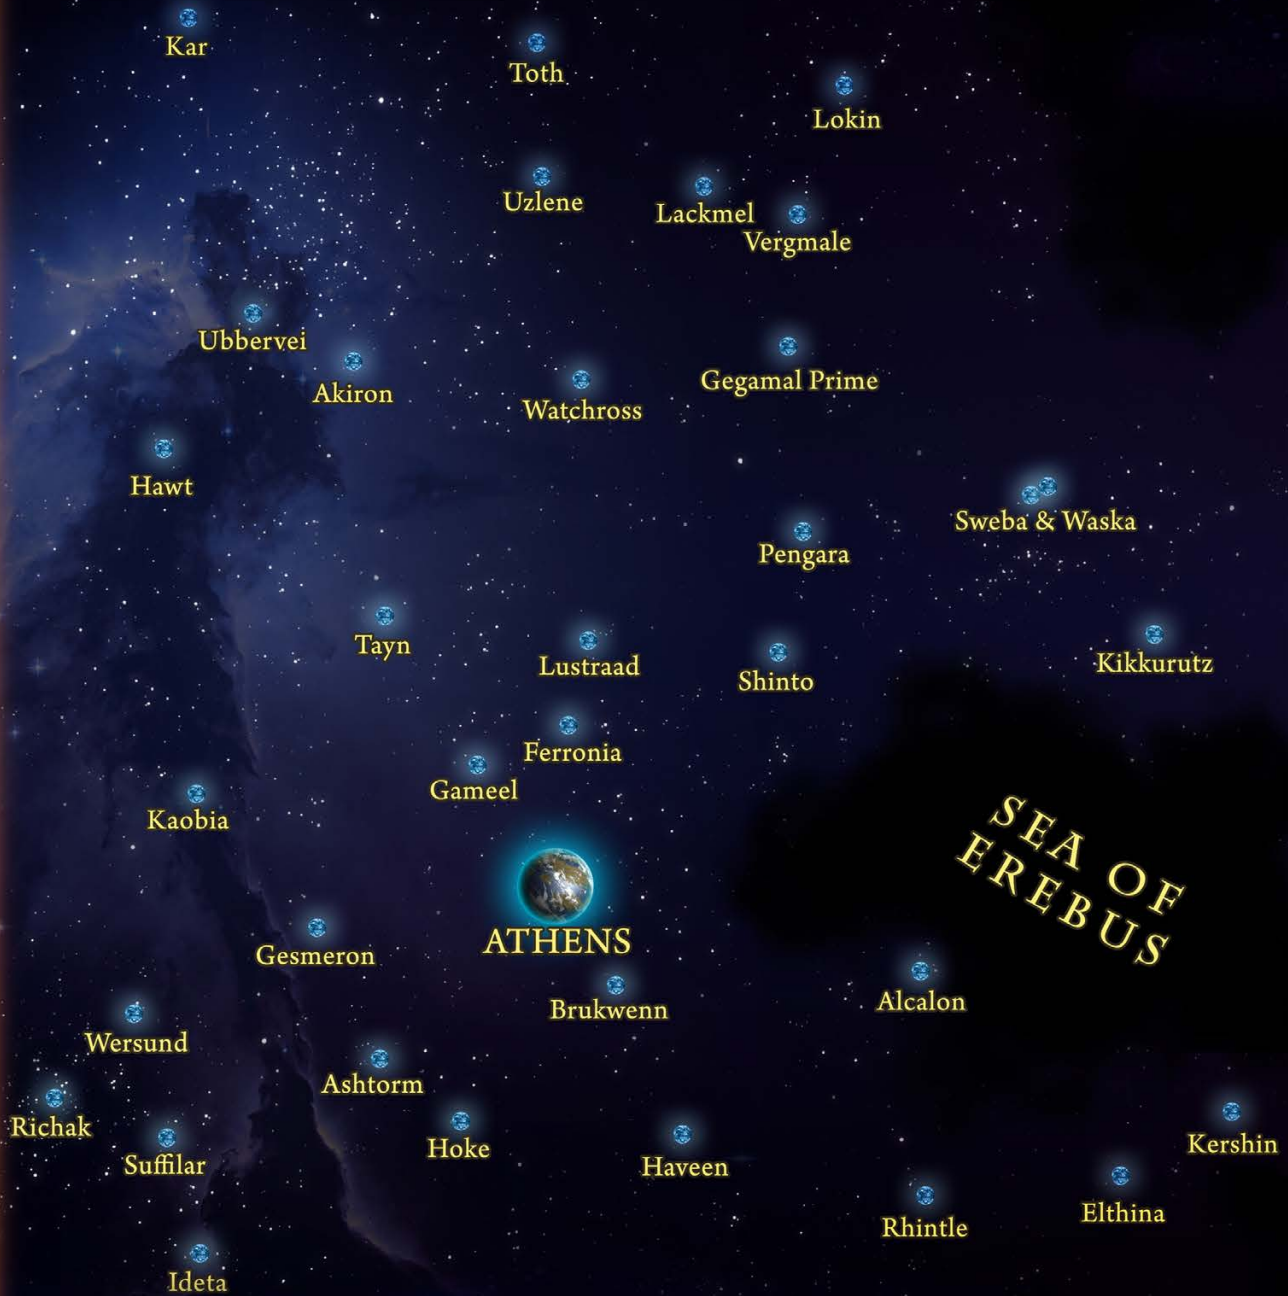 Kar
Toth
Lokin
Uzlene
Lackmel
Vergmale
Ubbervei
Akiron
Gegamal Prime
Watchross
Hawt
Sweba & Waska
Pengara
Tayn
Lustraad
Kikkurutz
Shinto
Ferronia
Gameel
Kaobia
SEA OF
EREBUS
ATHENS
Gesmeron
Alcalon
Brukwenn
Wersund
Ashtorm
Richak
Kershin
Hoke
Suffilar
Haveen
Elthina
Rhintle
Ideta